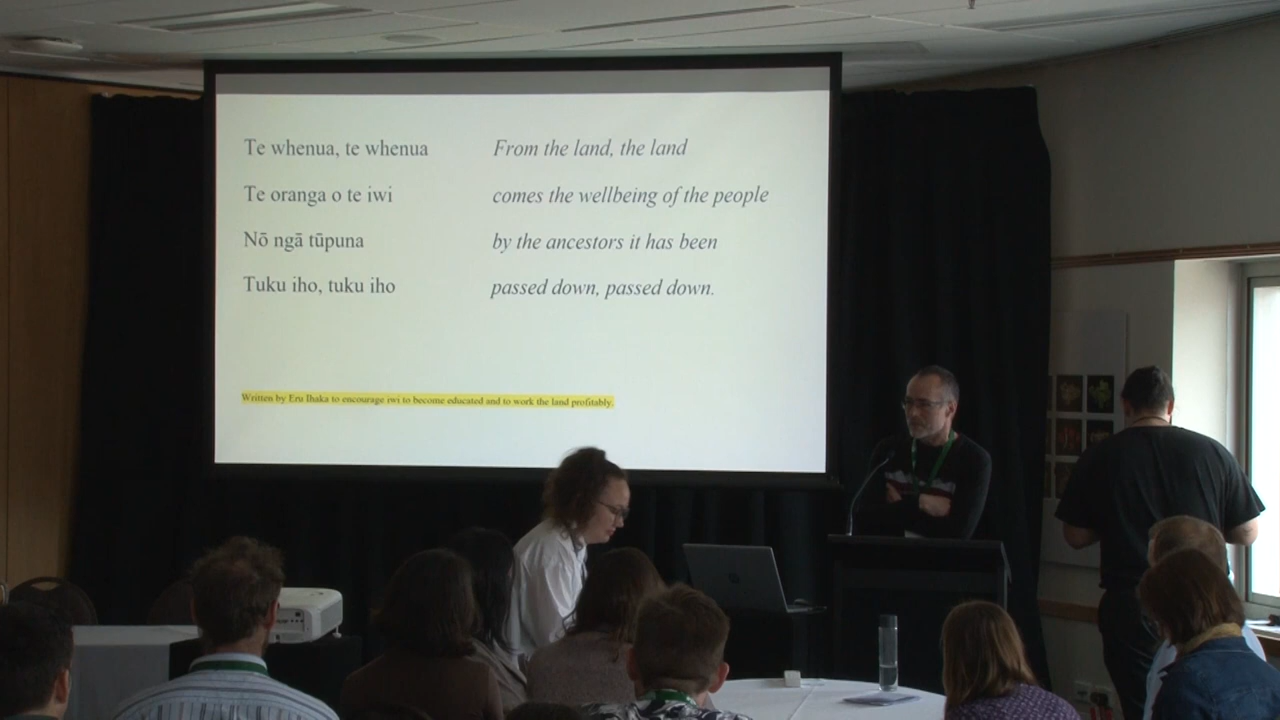 Te whenua, te whenua From the land, the land
Te oranga o te iwi comes the wellbeing of the people
Nō ngā tūpuna by the ancestors it has been
Tuku iho, tuku iho passed down, passed down.
Written by Eru Ihaka to encourage iwi to become educated and to work the land profitably.